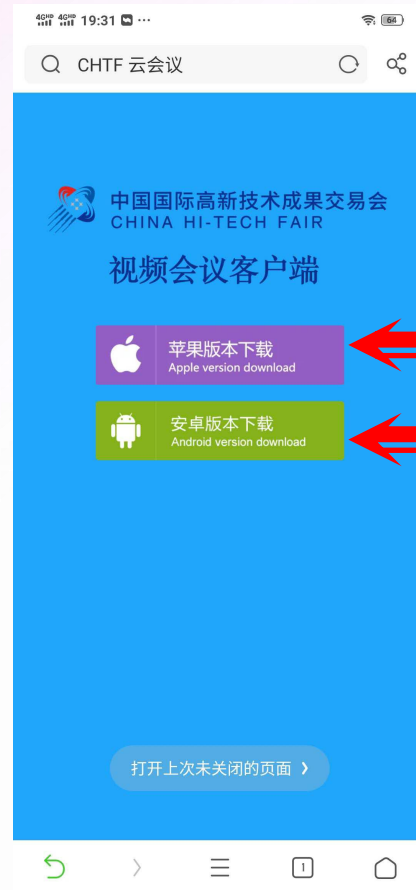 4GHD 4GHD 19:31 ···
64
CHTF 云会议
中国国际高新技术成果交易会
CHINA HI-TECH FAIR
视频会议客户端
苹果版本下载
Apple version download
安卓版本下载
Android version download
打开上次未关闭的页面
1